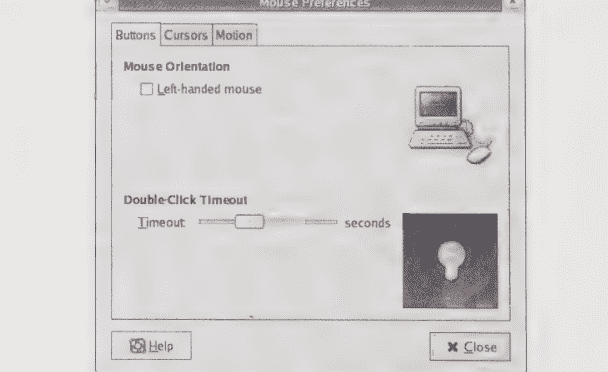 Mouse Preferences
Buttons Cursors Motion
Mouse Orientation
Left-handed mouse
Double-Click Timeout
Timeout seconds
Help Close